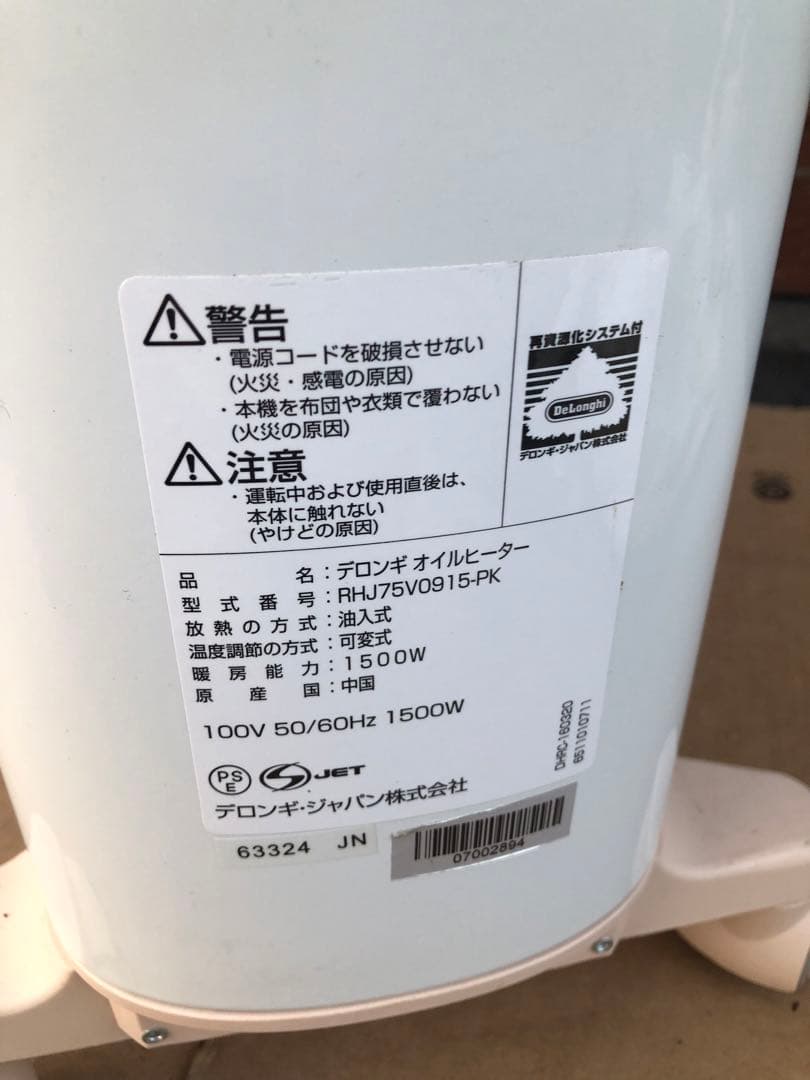 警告
・電源コードを破損させない
(火災・感電の原因)
・本機を布団や衣類で覆わない
(火災の原因)
注意
・運転中および使用直後は、
本体に触れない
(やけどの原因)
再資源化システム付
DeLonghi
デロンギ・ジャパン株式会社
品名:デロンギ オイルヒーター
型式番号:RHJ75V0915-PK
放熱の方式:油入式
温度調節の方式:可変式
暖房能力:1500W
原産国:中国
100V 50/60Hz 1500W
DHRC-160320
6511010711
PS
E
JET
デロンギ・ジャパン株式会社
63324 JN
07002894